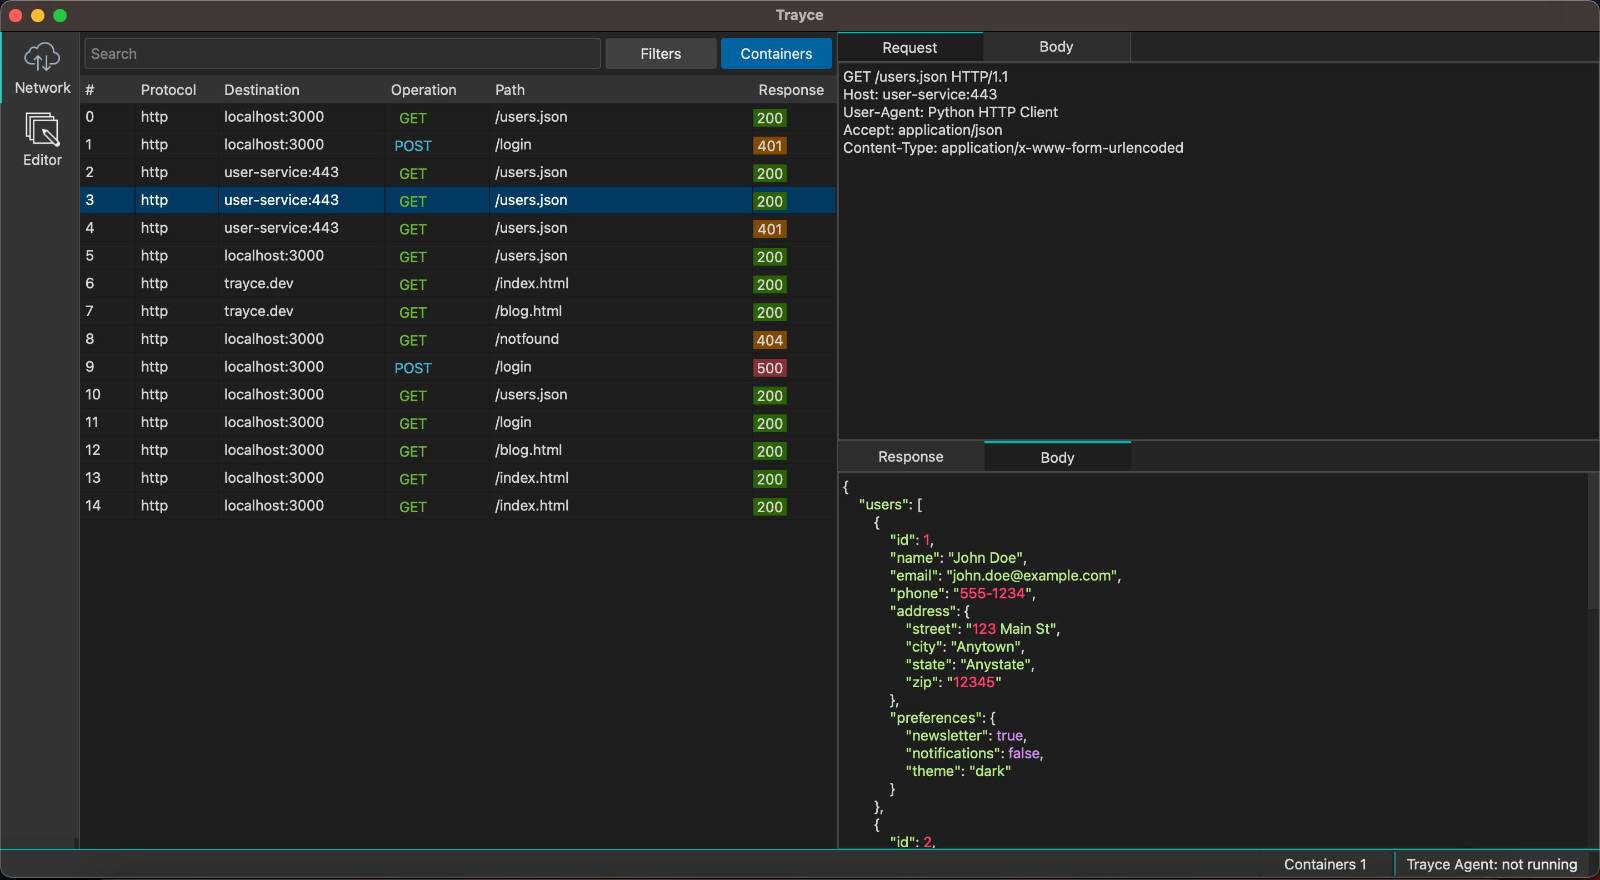 Trayce
Network
Editor
Search
Filters
Containers
# Protocol Destination Operation Path Response
0 http localhost:3000 GET /users.json 200
1 http localhost:3000 POST /login 401
2 http user-service:443 GET /users.json 200
3 http user-service:443 GET /users.json 200
4 http user-service:443 GET /users.json 401
5 http localhost:3000 GET /users.json 200
6 http trayce.dev GET /index.html 200
7 http trayce.dev GET /blog.html 200
8 http localhost:3000 GET /notfound 404
9 http localhost:3000 POST /login 500
10 http localhost:3000 GET /users.json 200
11 http localhost:3000 GET /login 200
12 http localhost:3000 GET /blog.html 200
13 http localhost:3000 GET /index.html 200
14 http localhost:3000 GET /index.html 200
Request Body
GET /users.json HTTP/1.1
Host: user-service:443
User-Agent: Python HTTP Client
Accept: application/json
Content-Type: application/x-www-form-urlencoded
Response Body
{
"users": [
{
"id": 1,
"name": "John Doe",
"email": "john.doe@example.com",
"phone": "555-1234",
"address": {
"street": "123 Main St",
"city": "Anytown",
"state": "Anystate",
"zip": "12345"
},
"preferences": {
"newsletter": true,
"notifications": false,
"theme": "dark"
}
},
{
"id": 2,
Containers 1
Trayce Agent: not running